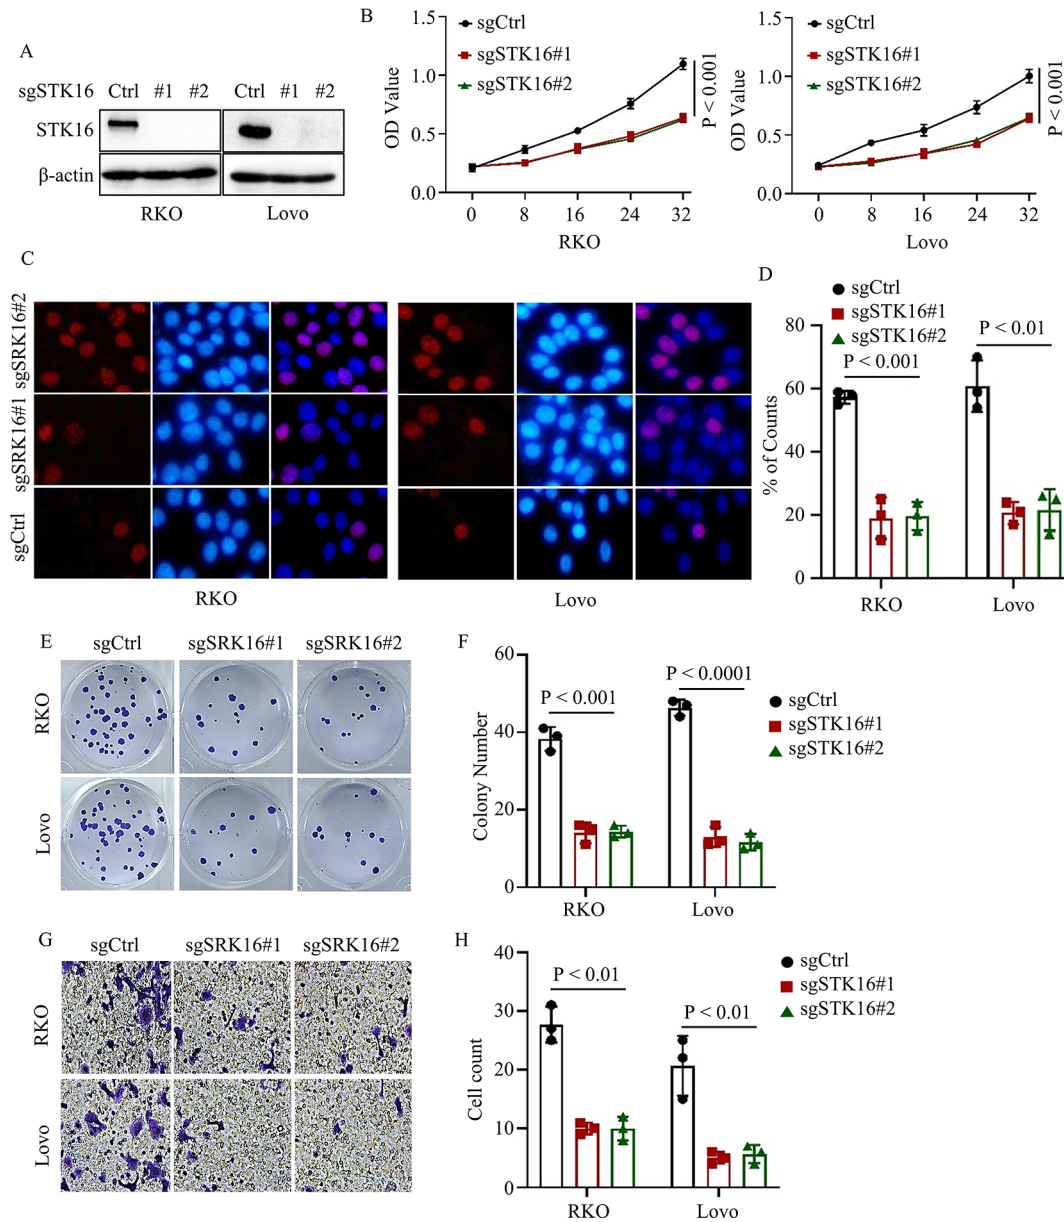 A
sgSTK16 Ctrl #1 #2 Ctrl #1 #2
STK16
β-actin
RKO Lovo
B
1.5
1.0
0.5
0.0
OD Value
sgCtrl
sgSTK16#1
sgSTK16#2
P < 0.001
0 8 16 24 32
RKO
1.5
1.0
0.5
0.0
OD Value
sgCtrl
sgSTK16#1
sgSTK16#2
P < 0.001
0 8 16 24 32
Lovo
C
sgSRK16#2
sgSRK16#1
sgCtrl
RKO Lovo
D
sgCtrl
sgSTK16#1
sgSTK16#2
80
60
40
20
0
% of Counts
P < 0.001
P < 0.01
RKO Lovo
E
sgCtrl sgSRK16#1 sgSRK16#2
RKO
Lovo
F
60
40
20
0
Colony Number
P < 0.001
P < 0.0001
sgCtrl
sgSTK16#1
sgSTK16#2
RKO Lovo
G
sgCtrl sgSRK16#1 sgSRK16#2
RKO
Lovo
H
40
30
20
10
0
Cell count
P < 0.01
P < 0.01
sgCtrl
sgSTK16#1
sgSTK16#2
RKO Lovo